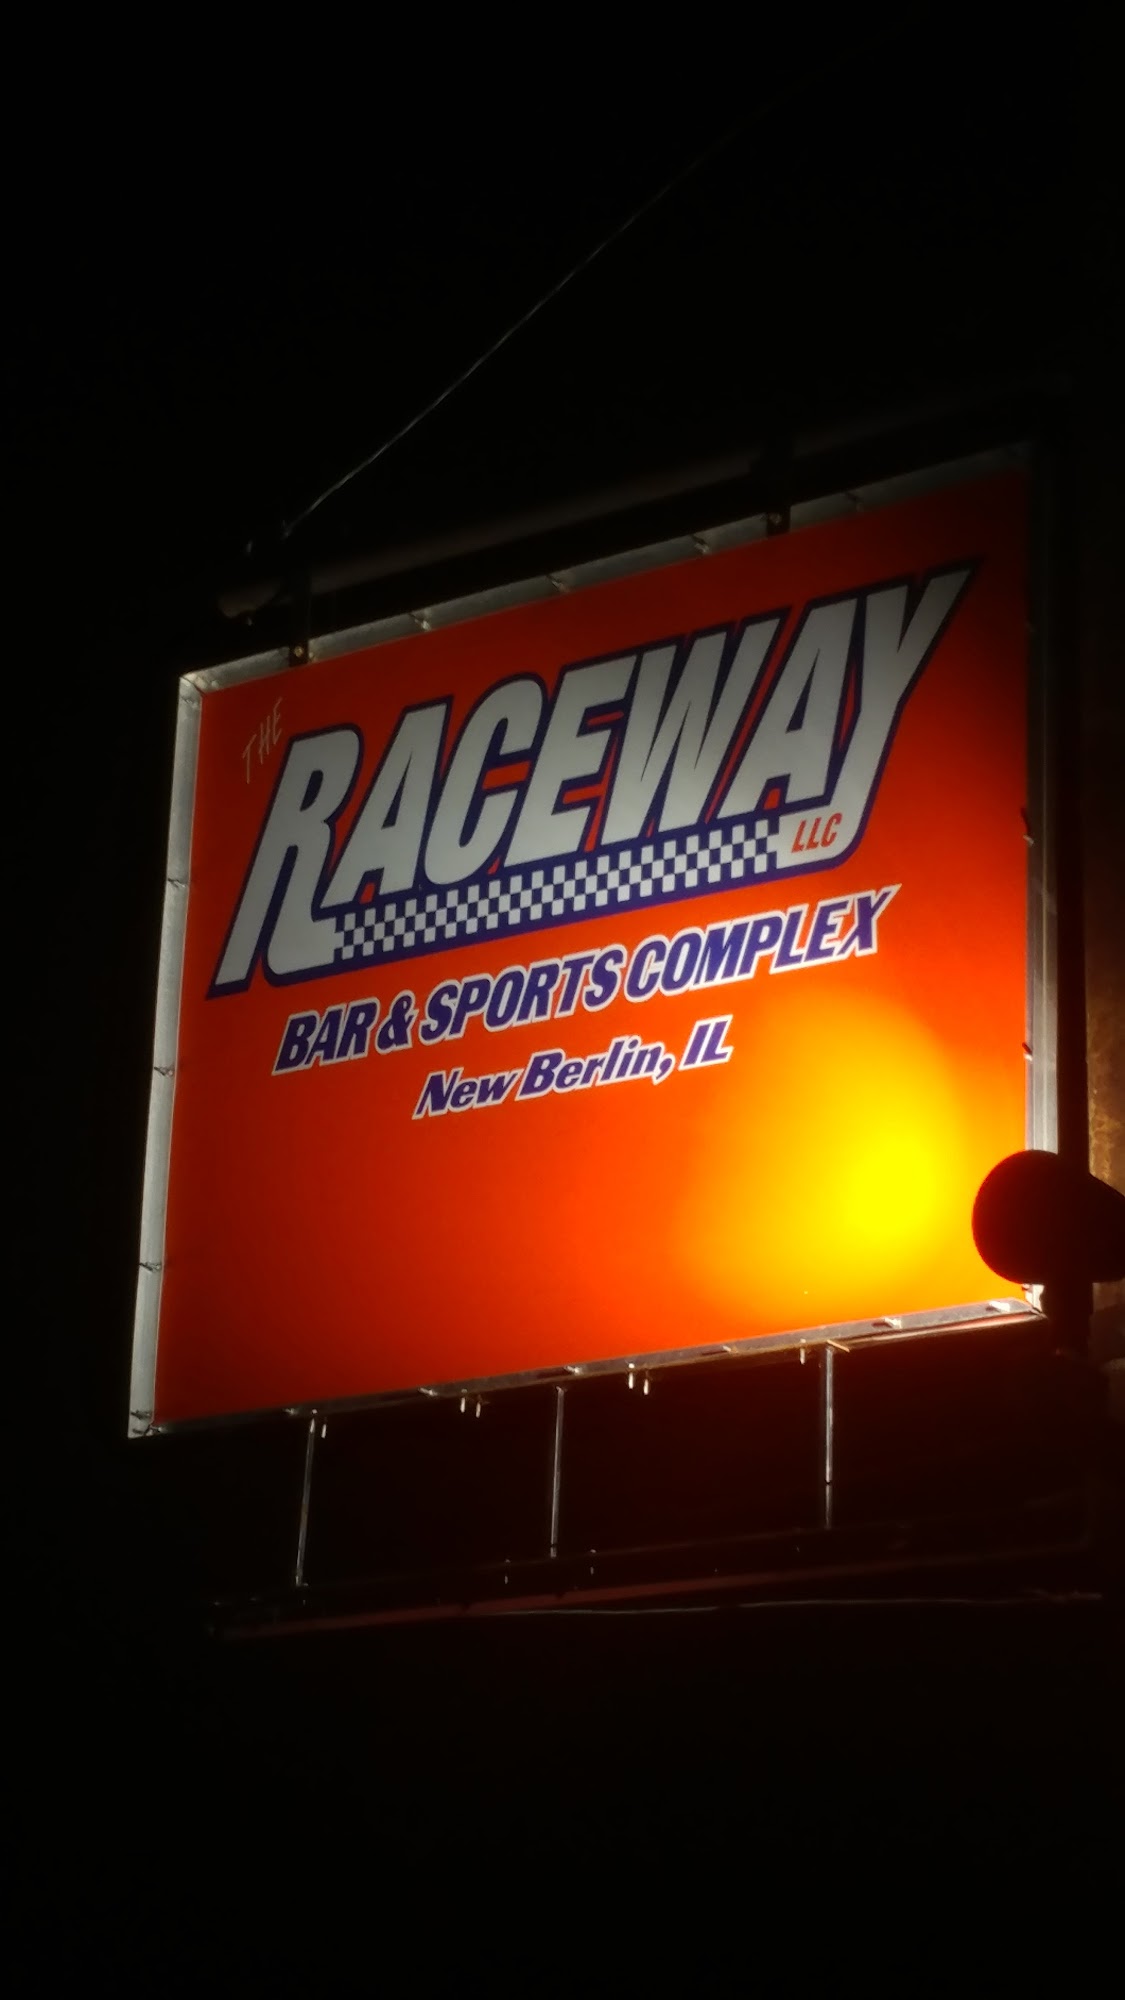 THE
RACEWAY
LLC
BAR & SPORTS COMPLEX
New Berlin, IL